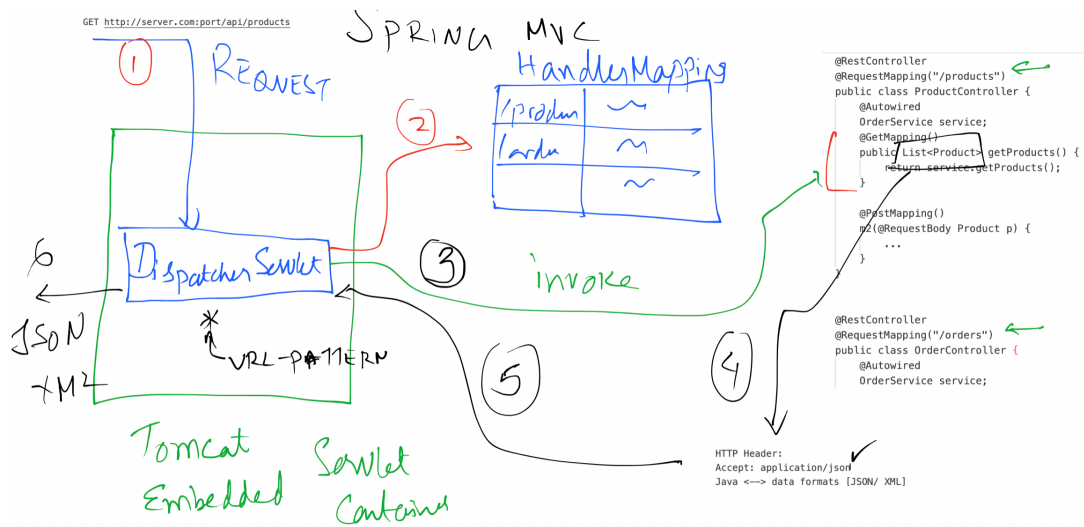 GET http://server.com:port/api/products
SPRING MVC
1
REQUEST
HandlerMapping
/produ
2
/order
@RestController
@RequestMapping("/products")
public class ProductController {
@Autowired
OrderService service;
@GetMapping()
public List<Product> getProducts() {
return service.getProducts();
}
@PostMapping()
m2(@RequestBody Product p) {
...
}
}
DispatcherServlet
3
invoke
6
JSON
XML
*
URL-PATTERN
5
4
@RestController
@RequestMapping("/orders")
public class OrderController {
@Autowired
OrderService service;
Tomcat
Embedded
Servlet
Container
HTTP Header:
Accept: application/json
Java <--> data formats [JSON/ XML]